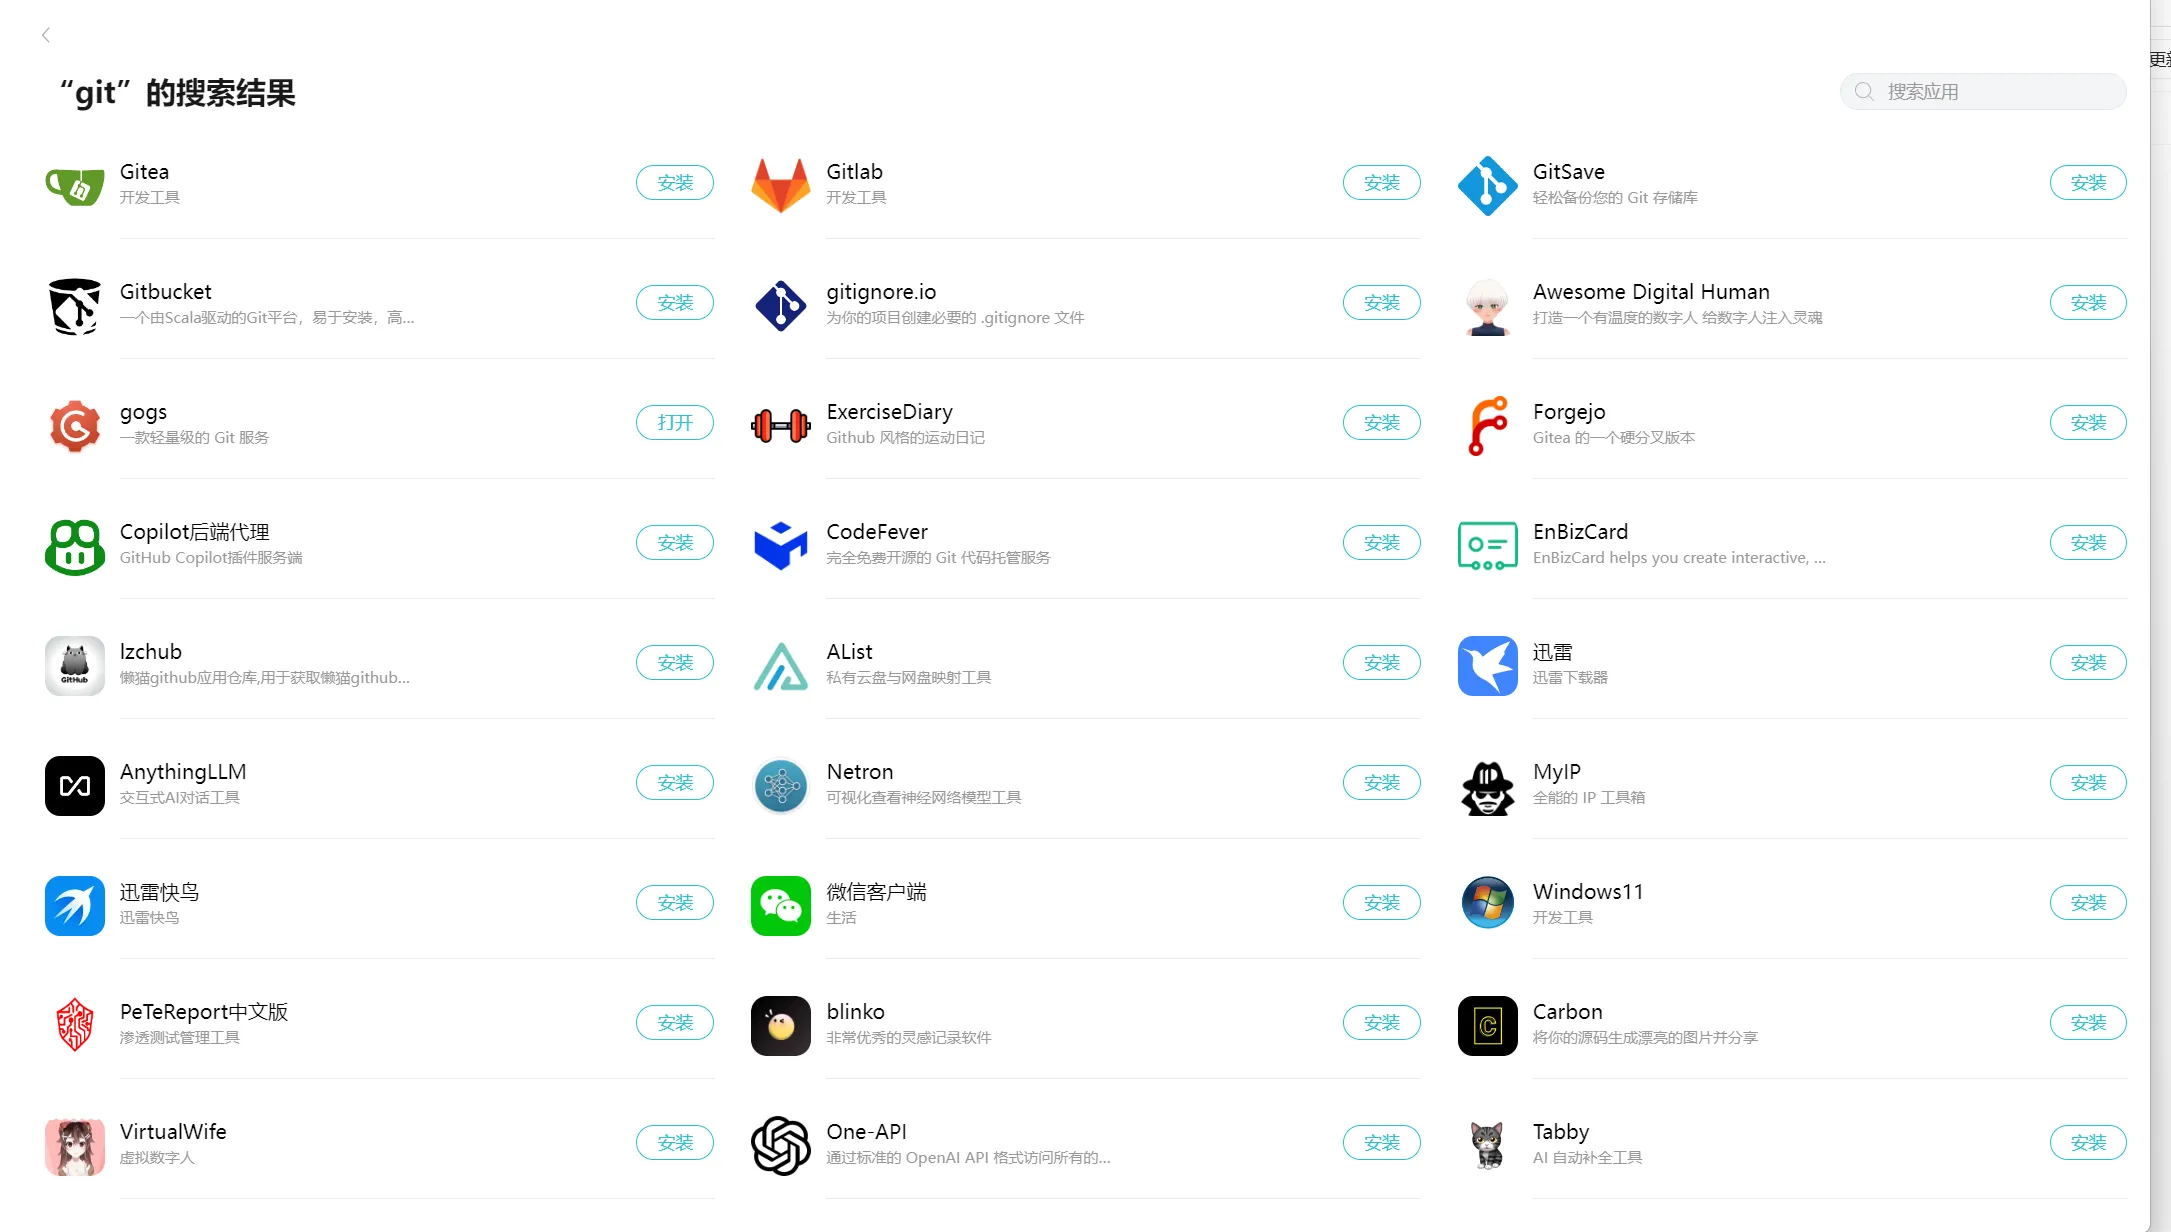 “git”的搜索结果
搜索应用
更新
Gitea
开发工具
安装
Gitlab
开发工具
安装
GitSave
轻松备份您的 Git 存储库
安装
Gitbucket
一个由Scala驱动的Git平台，易于安装，高...
安装
gitignore.io
为你的项目创建必要的 .gitignore 文件
安装
Awesome Digital Human
打造一个有温度的数字人 给数字人注入灵魂
安装
gogs
一款轻量级的 Git 服务
打开
ExerciseDiary
Github 风格的运动日记
安装
Forgejo
Gitea 的一个硬分叉版本
安装
Copilot后端代理
GitHub Copilot插件服务端
安装
CodeFever
完全免费开源的 Git 代码托管服务
安装
EnBizCard
EnBizCard helps you create interactive, ...
安装
GitHub
lzchub
懒猫github应用仓库,用于获取懒猫github...
安装
AList
私有云盘与网盘映射工具
安装
迅雷
迅雷下载器
安装
AnythingLLM
交互式AI对话工具
安装
Netron
可视化查看神经网络模型工具
安装
IP
MyIP
全能的 IP 工具箱
安装
迅雷快鸟
迅雷快鸟
安装
微信客户端
生活
安装
Windows11
开发工具
安装
PeTeReport中文版
渗透测试管理工具
安装
blinko
非常优秀的灵感记录软件
安装
C
Carbon
将你的源码生成漂亮的图片并分享
安装
VirtualWife
虚拟数字人
安装
One-API
通过标准的 OpenAI API 格式访问所有的...
安装
Tabby
AI 自动补全工具
安装